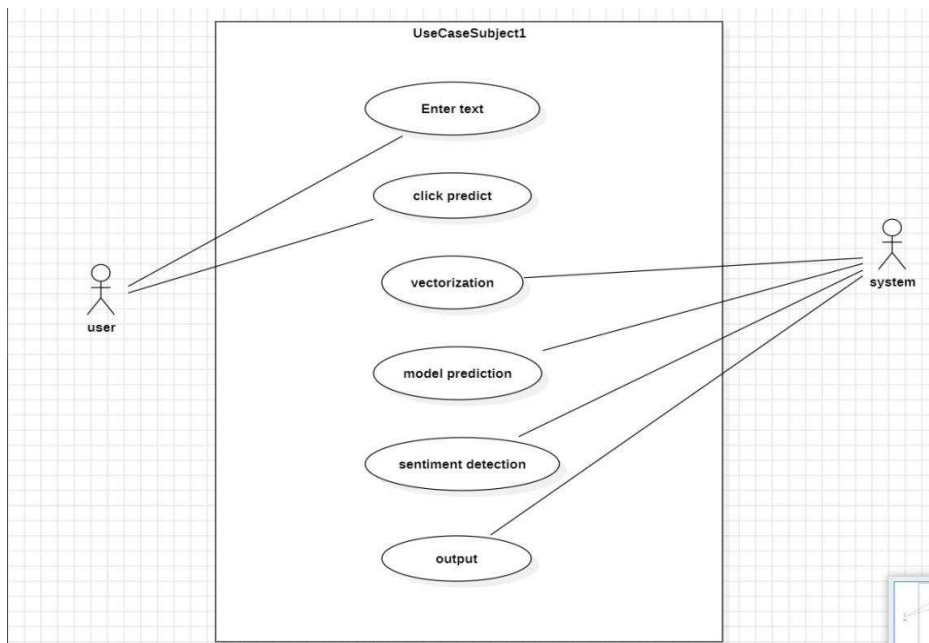 UseCaseSubject1
Enter text
click predict
vectorization
model prediction
sentiment detection
output
user
system